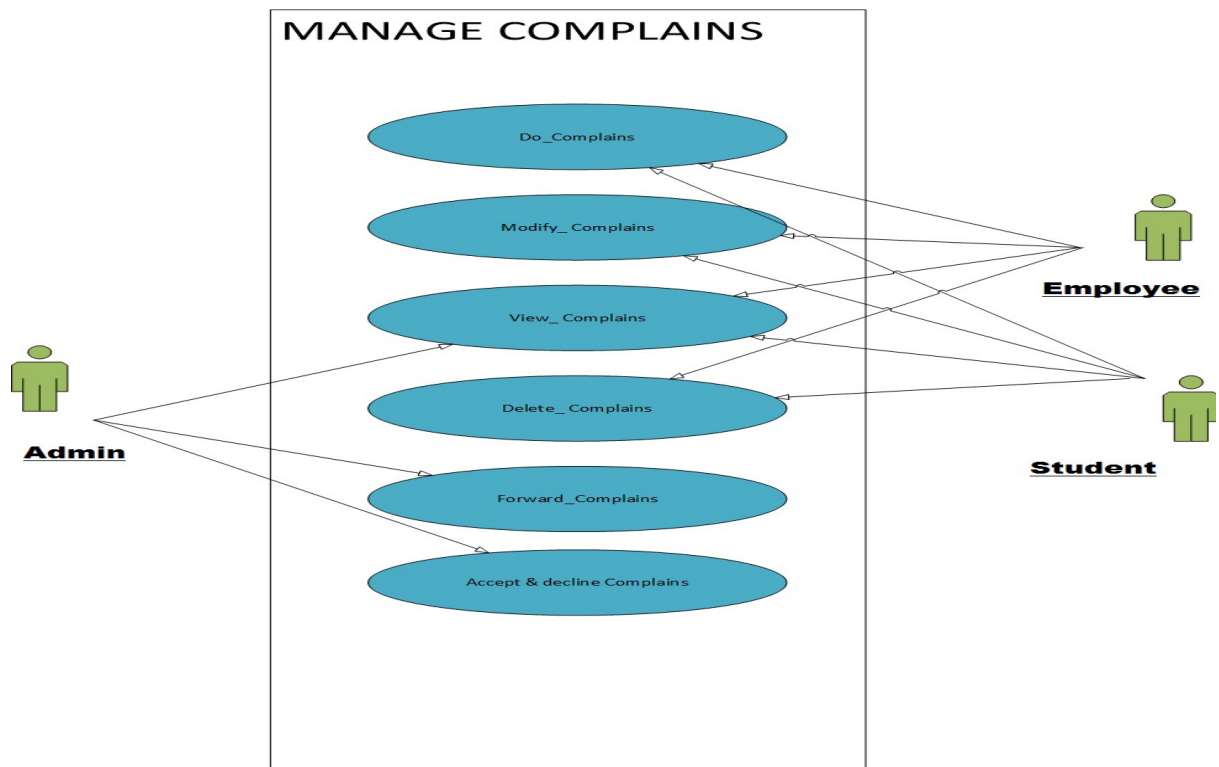 MANAGE COMPLAINS
Do_Complains
Modify_ Complains
View_ Complains
Delete_ Complains
Forward_Complains
Accept & decline Complains
Admin
Employee
Student